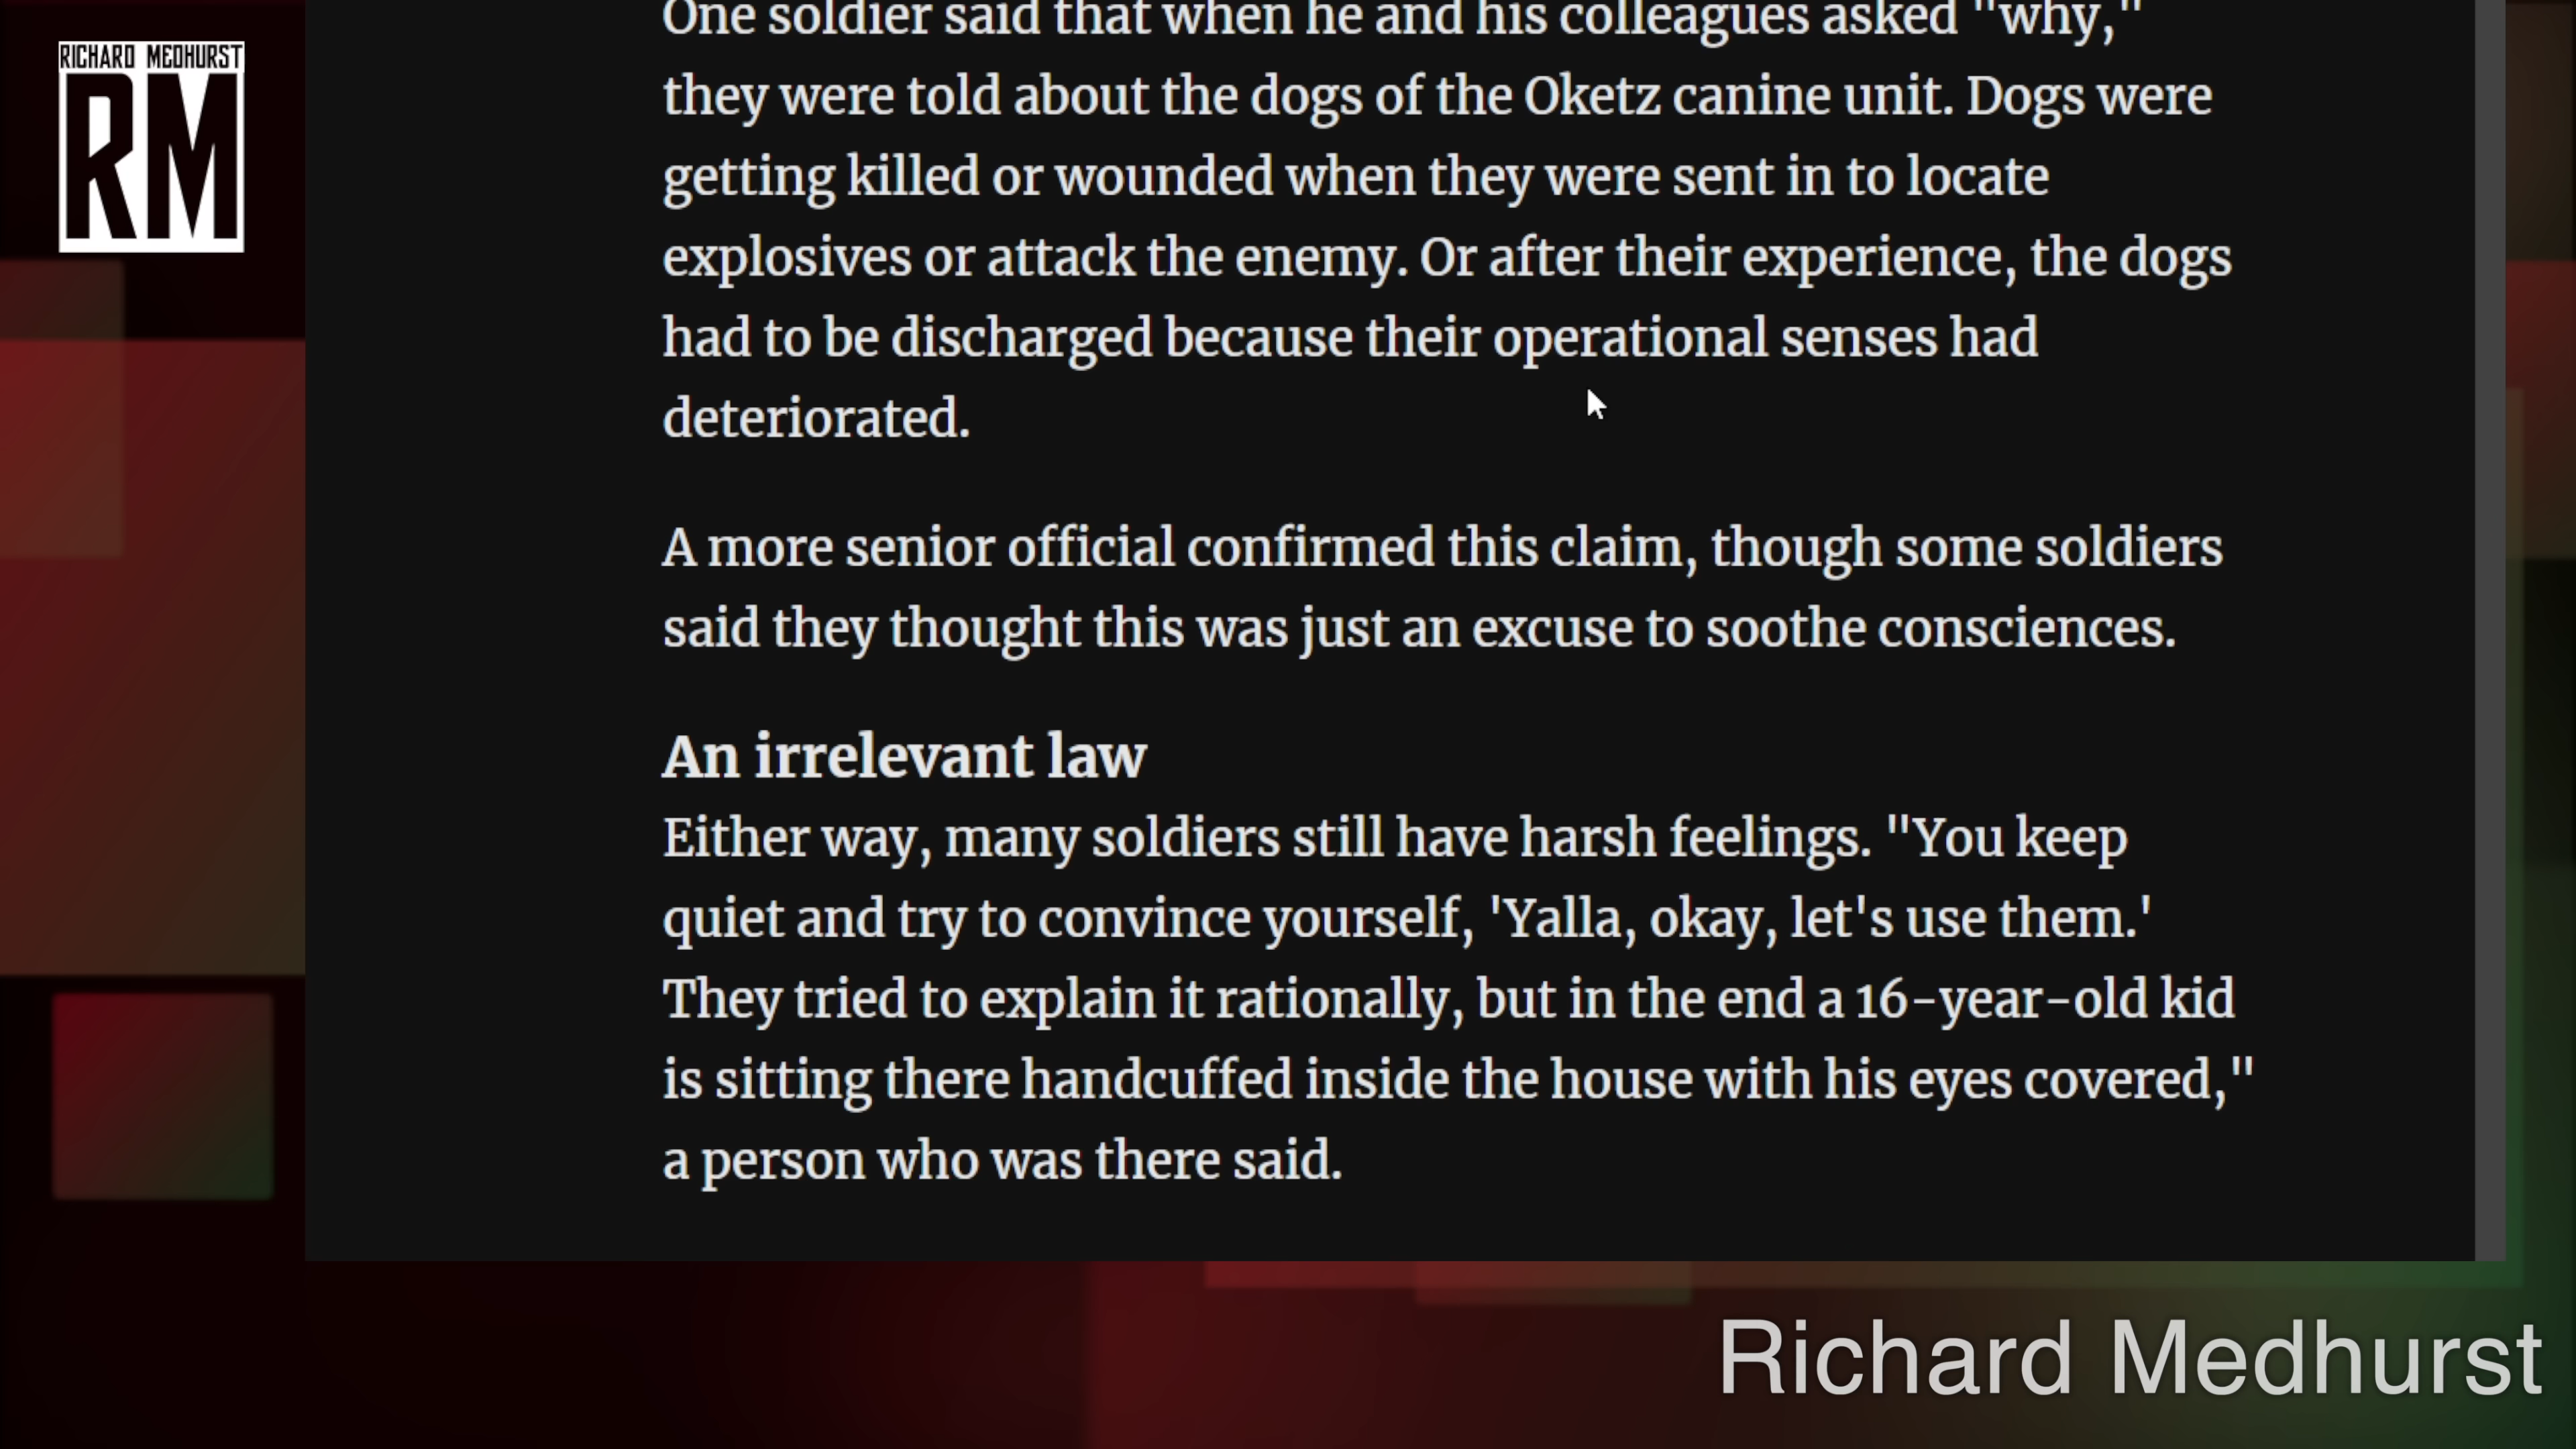 RICHARD MEDHURST
RM
One soldier said that when he and his colleagues asked "why,"
they were told about the dogs of the Oketz canine unit. Dogs were
getting killed or wounded when they were sent in to locate
explosives or attack the enemy. Or after their experience, the dogs
had to be discharged because their operational senses had
deteriorated.
A more senior official confirmed this claim, though some soldiers
said they thought this was just an excuse to soothe consciences.
An irrelevant law
Either way, many soldiers still have harsh feelings. "You keep
quiet and try to convince yourself, 'Yalla, okay, let's use them.'
They tried to explain it rationally, but in the end a 16-year-old kid
is sitting there handcuffed inside the house with his eyes covered,"
a person who was there said.
Richard Medhurst